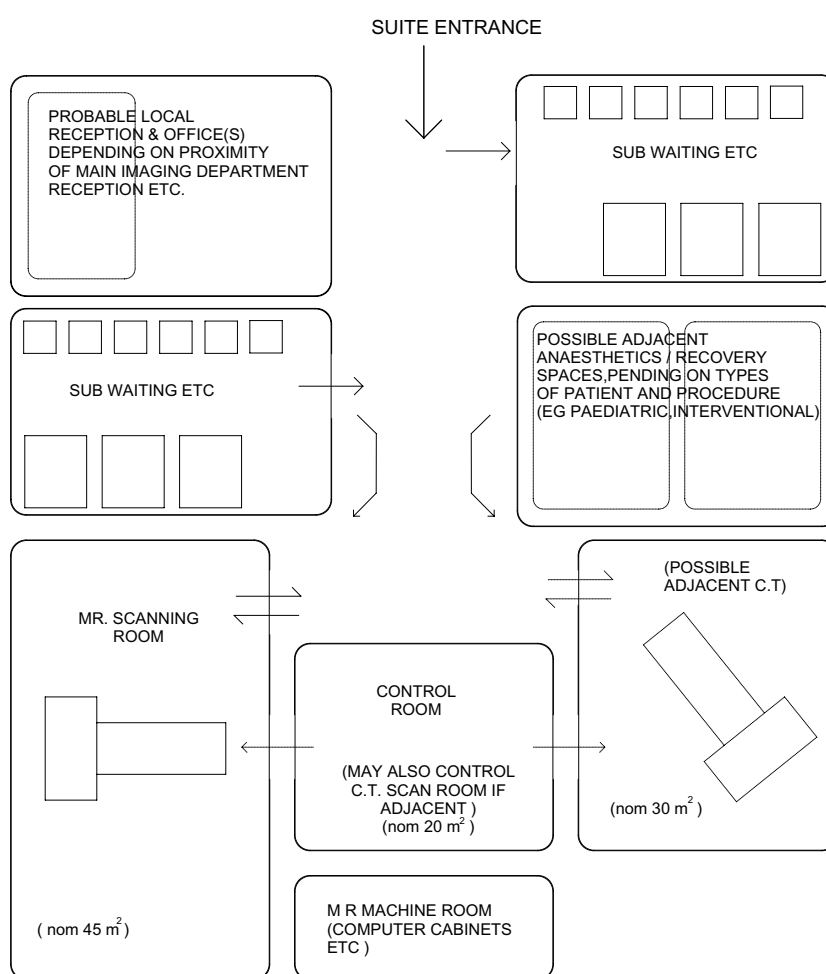 SUITE ENTRANCE
PROBABLE LOCAL
RECEPTION & OFFICE(S)
DEPENDING ON PROXIMITY
OF MAIN IMAGING DEPARTMENT
RECEPTION ETC.
SUB WAITING ETC
SUB WAITING ETC
POSSIBLE ADJACENT
ANAESTHETICS / RECOVERY
SPACES,PENDING ON TYPES
OF PATIENT AND PROCEDURE
(EG PAEDIATRIC,INTERVENTIONAL)
MR. SCANNING
ROOM
( nom 45 m²)
CONTROL
ROOM
(MAY ALSO CONTROL
C.T. SCAN ROOM IF
ADJACENT )
(nom 20 m² )
(POSSIBLE
ADJACENT C.T)
(nom 30 m² )
M R MACHINE ROOM
(COMPUTER CABINETS
ETC )